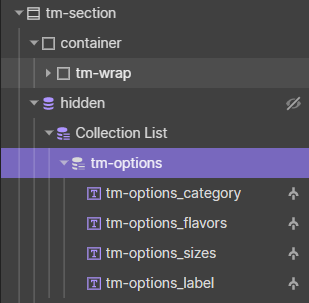 tm-section
container
tm-wrap
hidden
Collection List
tm-options
tm-options_category
tm-options_flavors
tm-options_sizes
tm-options_label